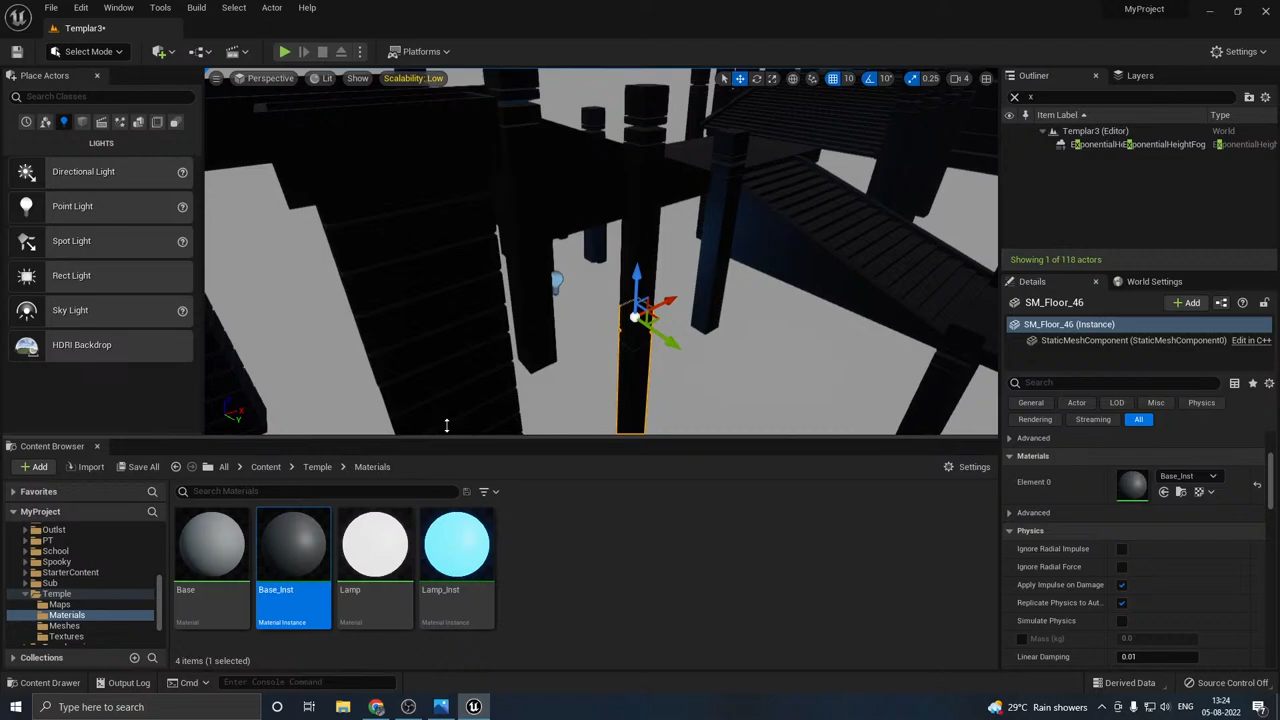 File Edit Window Tools Build Select Actor Help
MyProject
Templar3*
Select Mode
Platforms
Settings
Place Actors
Search Classes
LIGHTS
Directional Light
Point Light
Spot Light
Rect Light
Sky Light
HDRI Backdrop
Perspective Lit Show Scalability: Low
10 10° 0.25 4
Outliner Layers
x
Item Label Type
Templar3 (Editor) World
ExponentialHeightFog
Showing 1 of 118 actors
Details World Settings
SM_Floor_46 Add
SM_Floor_46 (Instance)
StaticMeshComponent (StaticMeshComponent0) Edit in C++
Search
General Actor LOD Misc Physics
Rendering Streaming All
Advanced
Materials
Element 0 Base_Inst
Advanced
Physics
Ignore Radial Impulse
Ignore Radial Force
Apply Impulse on Damage
Replicate Physics to Aut...
Simulate Physics
Mass (kg) 0.0
Linear Damping 0.01
Content Browser
Add Import Save All All Content Temple Materials Settings
Favorites
MyProject
Outlst
PT
School
Spooky
StarterContent
Sub
Temple
Maps
Materials
Meshes
Textures
Collections
Search Materials
Base Base_Inst Lamp Lamp_Inst
Material Material Instance Material Material Instance
4 items (1 selected)
Content Drawer Output Log Cmd Enter Console Command Derived Data Source Control Off
Type here to search
29°C Rain showers ENG 13:24
05-08-2022